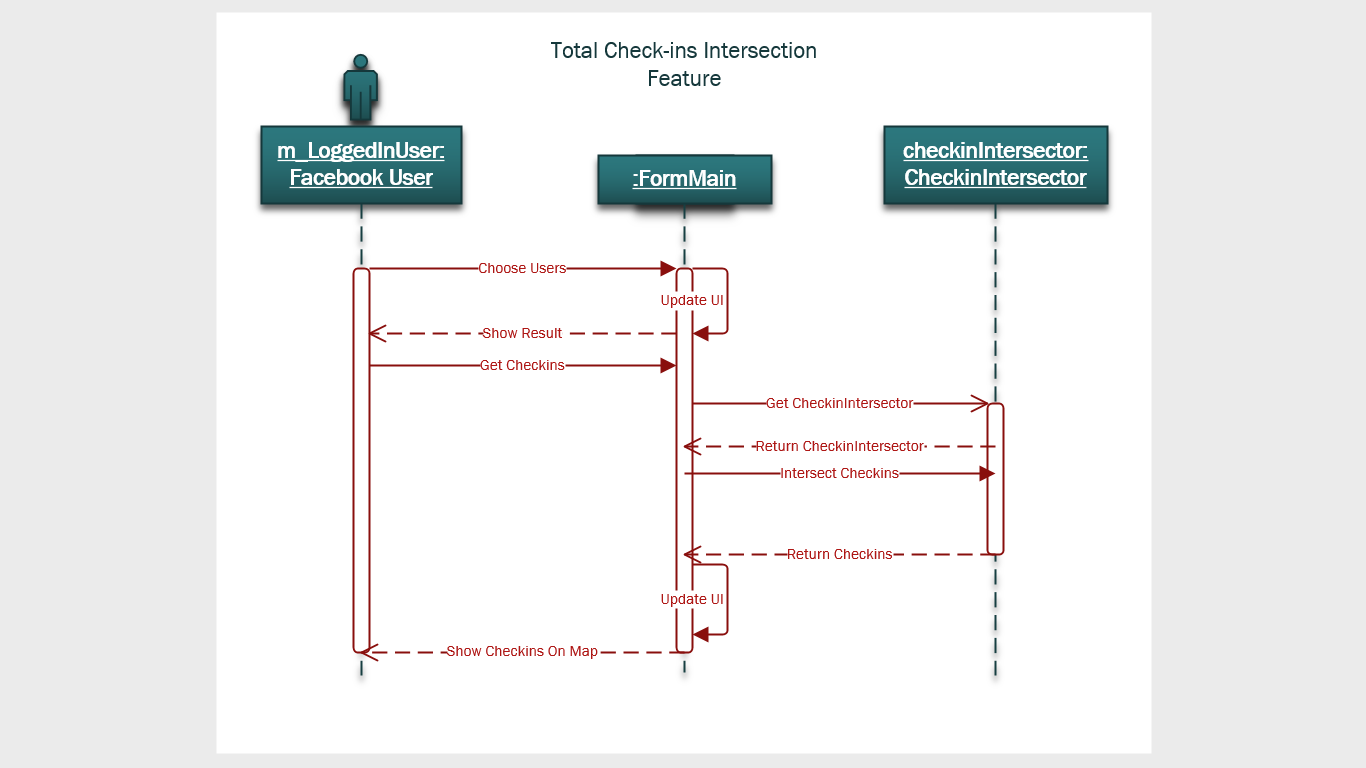 Total Check-ins Intersection
Feature
m_LoggedInUser:
Facebook User
:FormMain
checkinIntersector:
CheckinIntersector
Choose Users
Update UI
Show Result
Get Checkins
Get CheckinIntersector
Return CheckinIntersector
Intersect Checkins
Return Checkins
Update UI
Show Checkins On Map